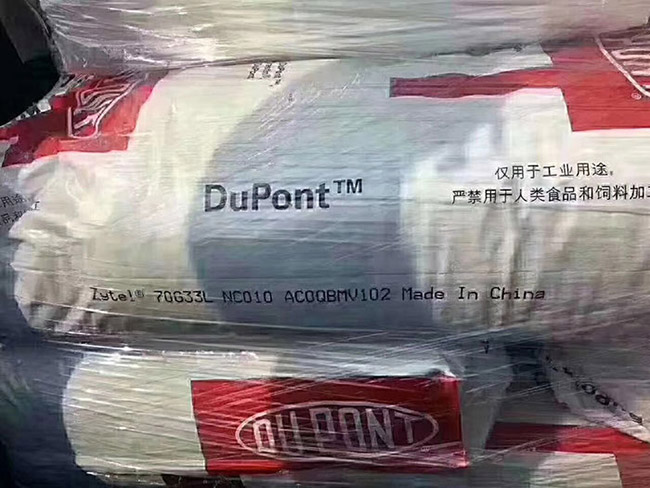 DuPont™
仅用于工业用途。
严禁用于人类食品和饲料加工
Zytel® 70G33L NC010 AC0QBMV102 Made In China
DUPONT